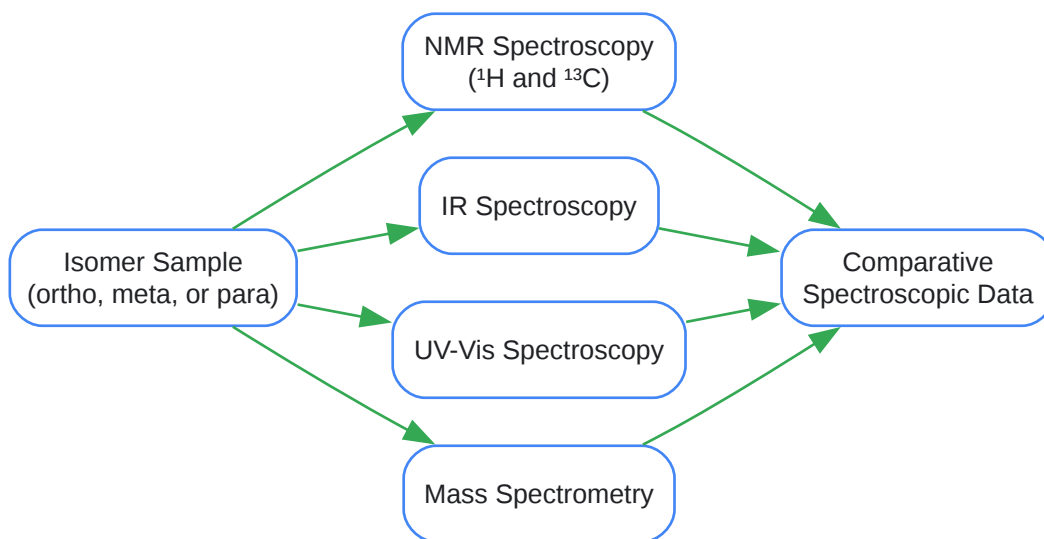 NMR Spectroscopy
(¹H and ¹³C)
IR Spectroscopy
Isomer Sample
(ortho, meta, or para)
Comparative
Spectroscopic Data
UV-Vis Spectroscopy
Mass Spectrometry